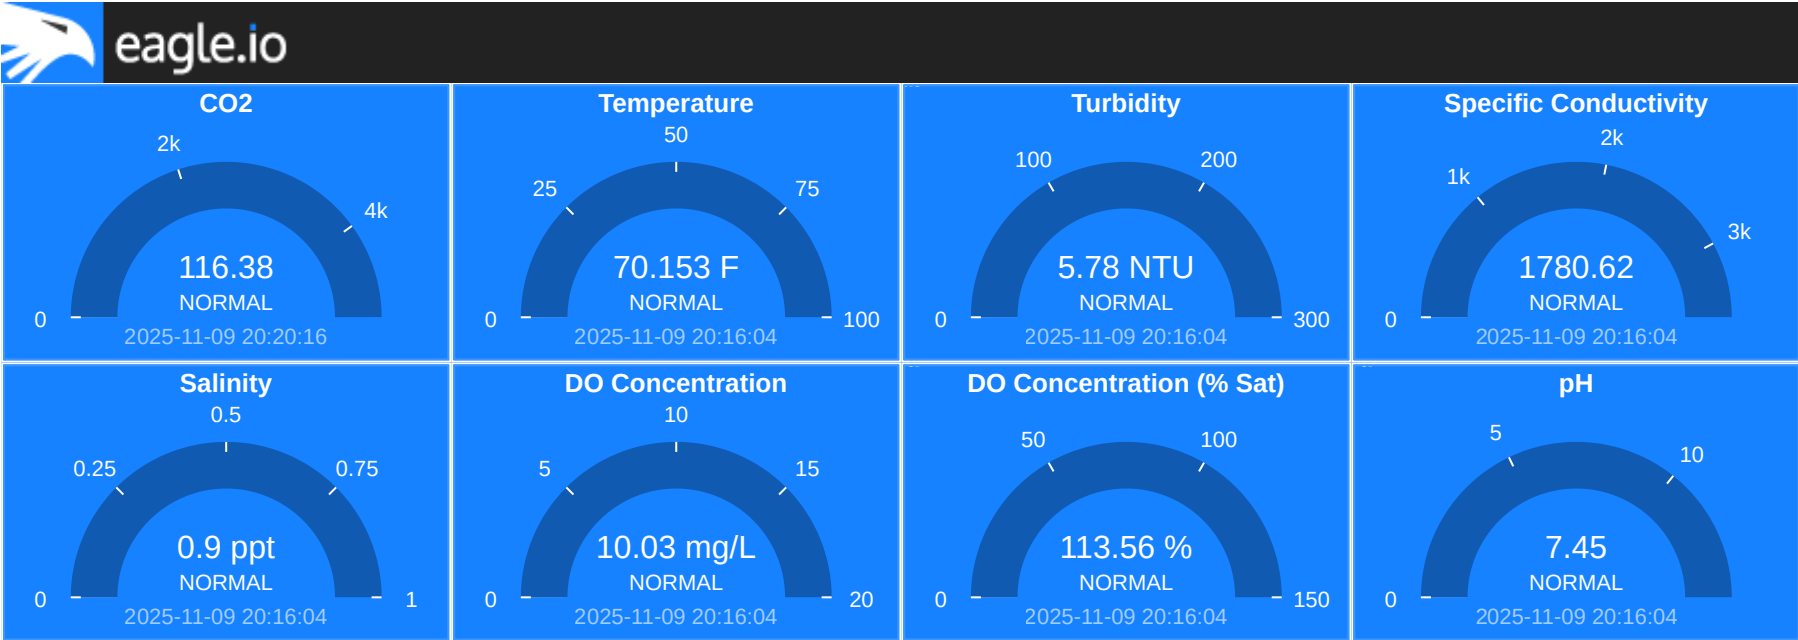 eagle.io
CO2
2k
4k
116.38
NORMAL
0
2025-11-09 20:20:16
Temperature
50
25
75
70.153 F
NORMAL
0
100
2025-11-09 20:16:04
Turbidity
100
200
5.78 NTU
NORMAL
0
300
2025-11-09 20:16:04
Specific Conductivity
2k
1k
3k
1780.62
NORMAL
0
2025-11-09 20:16:04
Salinity
0.5
0.25
0.75
0.9 ppt
NORMAL
0
1
2025-11-09 20:16:04
DO Concentration
10
5
15
10.03 mg/L
NORMAL
0
20
2025-11-09 20:16:04
DO Concentration (% Sat)
50
100
113.56 %
NORMAL
0
150
2025-11-09 20:16:04
pH
5
10
7.45
NORMAL
0
2025-11-09 20:16:04